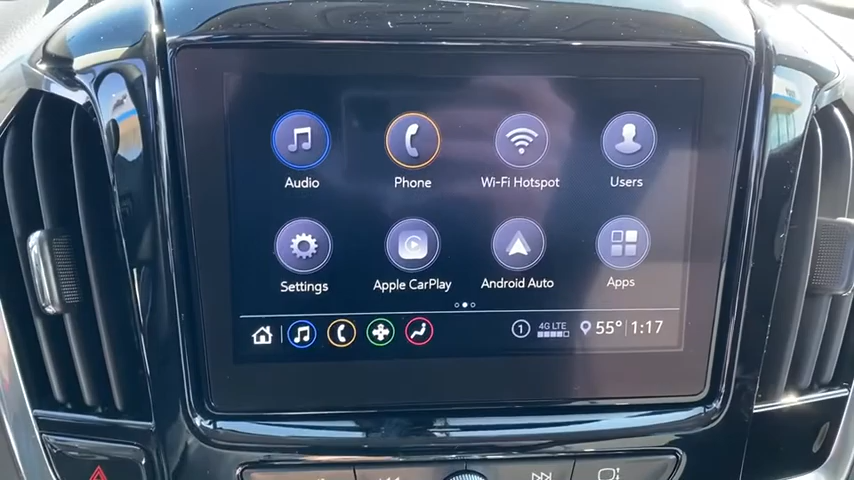 Audio Phone Wi-Fi Hotspot Users
Settings Apple CarPlay Android Auto Apps
1 4G LTE 55° 1:17